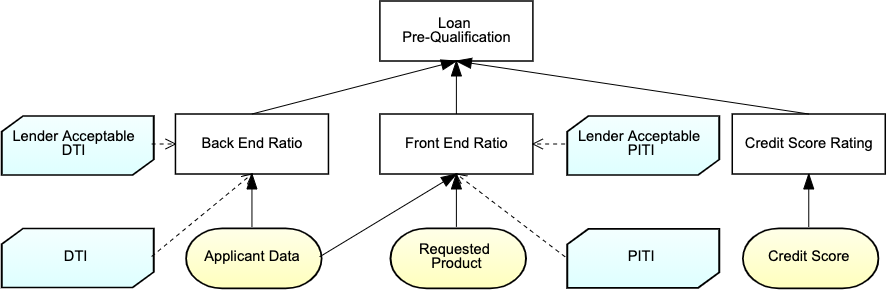 Loan
Pre-Qualification
Lender Acceptable
DTI
Back End Ratio
Front End Ratio
Lender Acceptable
PITI
Credit Score Rating
DTI
Applicant Data
Requested
Product
PITI
Credit Score